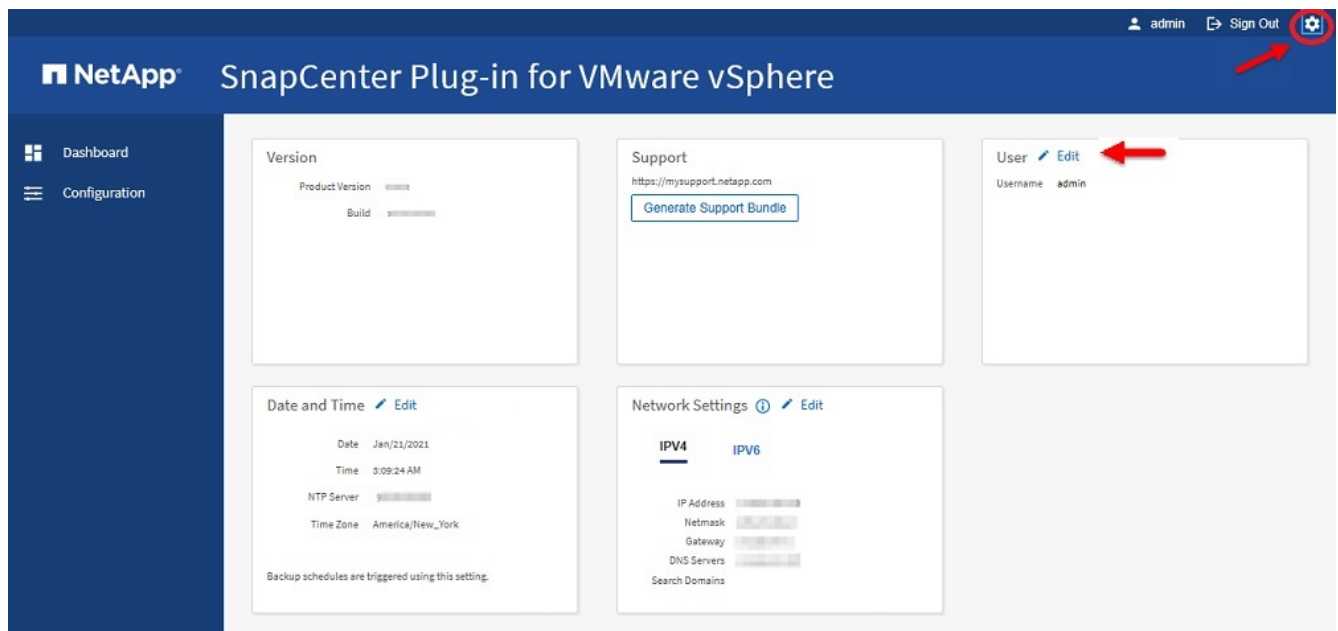 admin Sign Out
NetApp® SnapCenter Plug-in for VMware vSphere
Dashboard
Configuration
Version
Product Version
Build
Support
https://mysupport.netapp.com
Generate Support Bundle
User Edit
Username admin
Date and Time Edit
Date Jan/21/2021
Time 3:09:24 AM
NTP Server
Time Zone America/New_York
Backup schedules are triggered using this setting.
Network Settings Edit
IPV4 IPV6
IP Address
Netmask
Gateway
DNS Servers
Search Domains